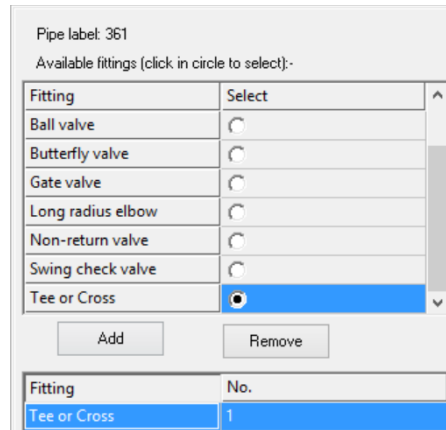 Pipe label: 361
Available fittings (click in circle to select):-
Fitting Select
Ball valve
Butterfly valve
Gate valve
Long radius elbow
Non-return valve
Swing check valve
Tee or Cross
Add Remove
Fitting No.
Tee or Cross 1